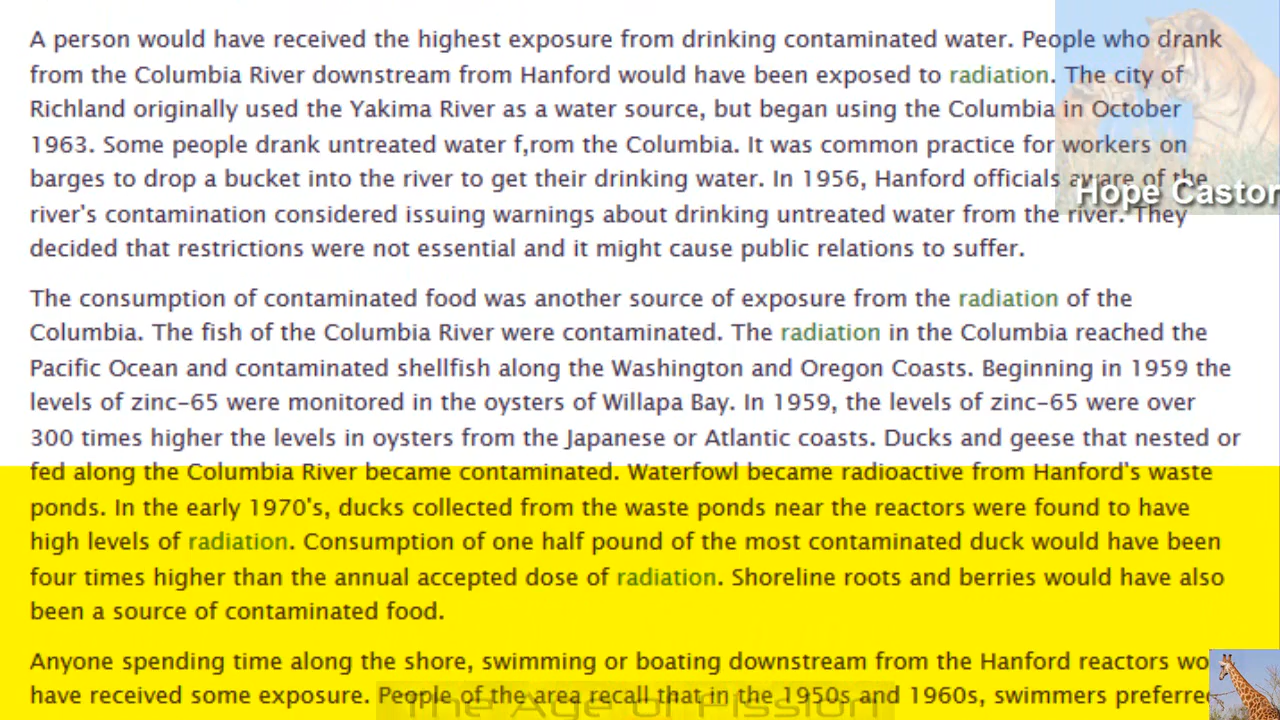 A person would have received the highest exposure from drinking contaminated water. People who drank
from the Columbia River downstream from Hanford would have been exposed to radiation. The city of
Richland originally used the Yakima River as a water source, but began using the Columbia in October
1963. Some people drank untreated water f,rom the Columbia. It was common practice for workers on
barges to drop a bucket into the river to get their drinking water. In 1956, Hanford officials aware of the
Hope Castor
river's contamination considered issuing warnings about drinking untreated water from the river. They
decided that restrictions were not essential and it might cause public relations to suffer.
The consumption of contaminated food was another source of exposure from the radiation of the
Columbia. The fish of the Columbia River were contaminated. The radiation in the Columbia reached the
Pacific Ocean and contaminated shellfish along the Washington and Oregon Coasts. Beginning in 1959 the
levels of zinc-65 were monitored in the oysters of Willapa Bay. In 1959, the levels of zinc-65 were over
300 times higher the levels in oysters from the Japanese or Atlantic coasts. Ducks and geese that nested or
fed along the Columbia River became contaminated. Waterfowl became radioactive from Hanford's waste
ponds. In the early 1970's, ducks collected from the waste ponds near the reactors were found to have
high levels of radiation. Consumption of one half pound of the most contaminated duck would have been
four times higher than the annual accepted dose of radiation. Shoreline roots and berries would have also
been a source of contaminated food.
Anyone spending time along the shore, swimming or boating downstream from the Hanford reactors wo
have received some exposure. People of the area recall that in the 1950s and 1960s, swimmers preferre
The Age of Fission